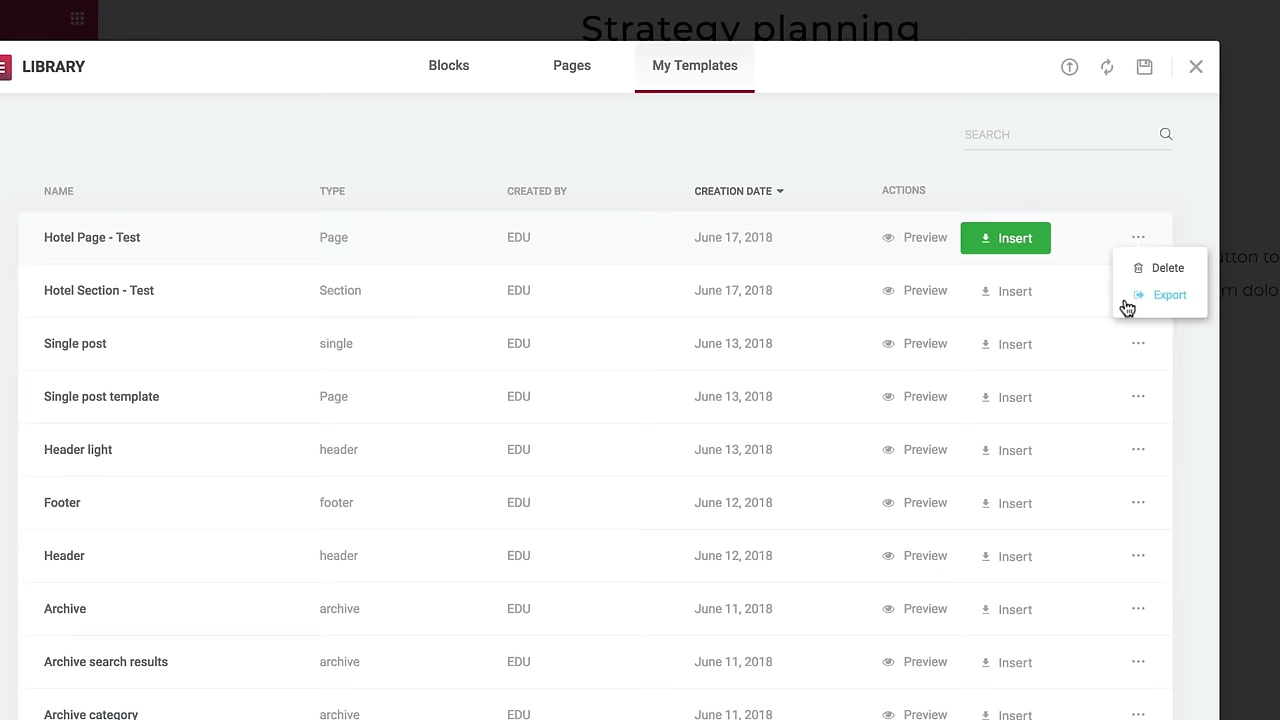 Strategy planning
LIBRARY Blocks Pages My Templates
SEARCH
NAME TYPE CREATED BY CREATION DATE ACTIONS
Hotel Page - Test Page EDU June 17, 2018 Preview Insert
utton to
Delete
Hotel Section - Test Section EDU June 17, 2018 Preview Insert
m dolo
Export
Single post single EDU June 13, 2018 Preview Insert
Single post template Page EDU June 13, 2018 Preview Insert
Header light header EDU June 13, 2018 Preview Insert
Footer footer EDU June 12, 2018 Preview Insert
Header header EDU June 12, 2018 Preview Insert
Archive archive EDU June 11, 2018 Preview Insert
Archive search results archive EDU June 11, 2018 Preview Insert
Archive category archive EDU June 11, 2018 Preview Insert